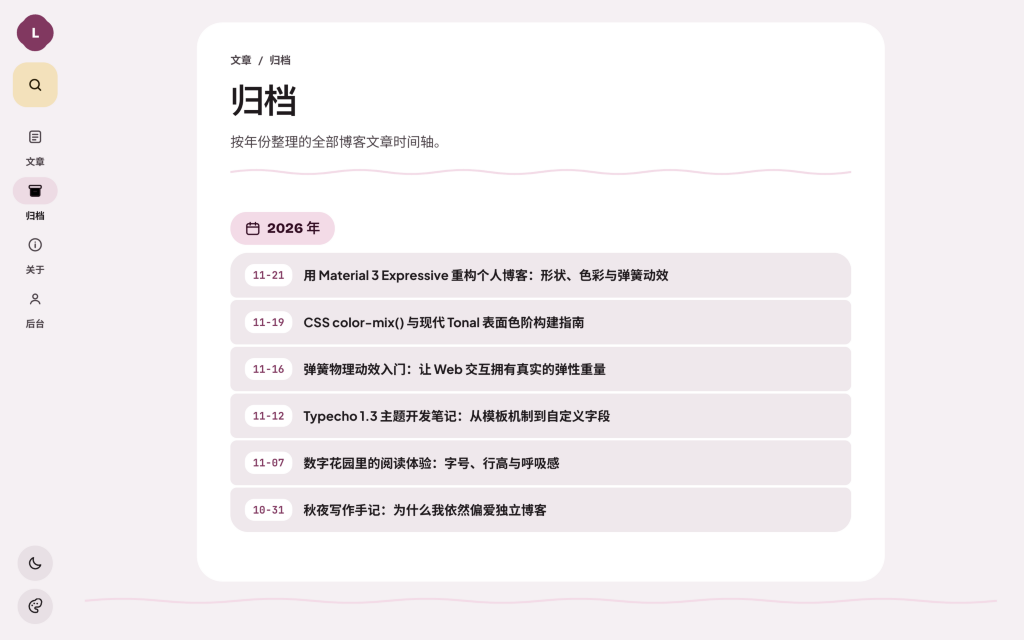 L
文章
归档
关于
后台
文章 / 归档
归档
按年份整理的全部博客文章时间轴。
2026 年
11-21 用 Material 3 Expressive 重构个人博客：形状、色彩与弹簧动效
11-19 CSS color-mix() 与现代 Tonal 表面色阶构建指南
11-16 弹簧物理动效入门：让 Web 交互拥有真实的弹性重量
11-12 Typecho 1.3 主题开发笔记：从模板机制到自定义字段
11-07 数字花园里的阅读体验：字号、行高与呼吸感
10-31 秋夜写作手记：为什么我依然偏爱独立博客